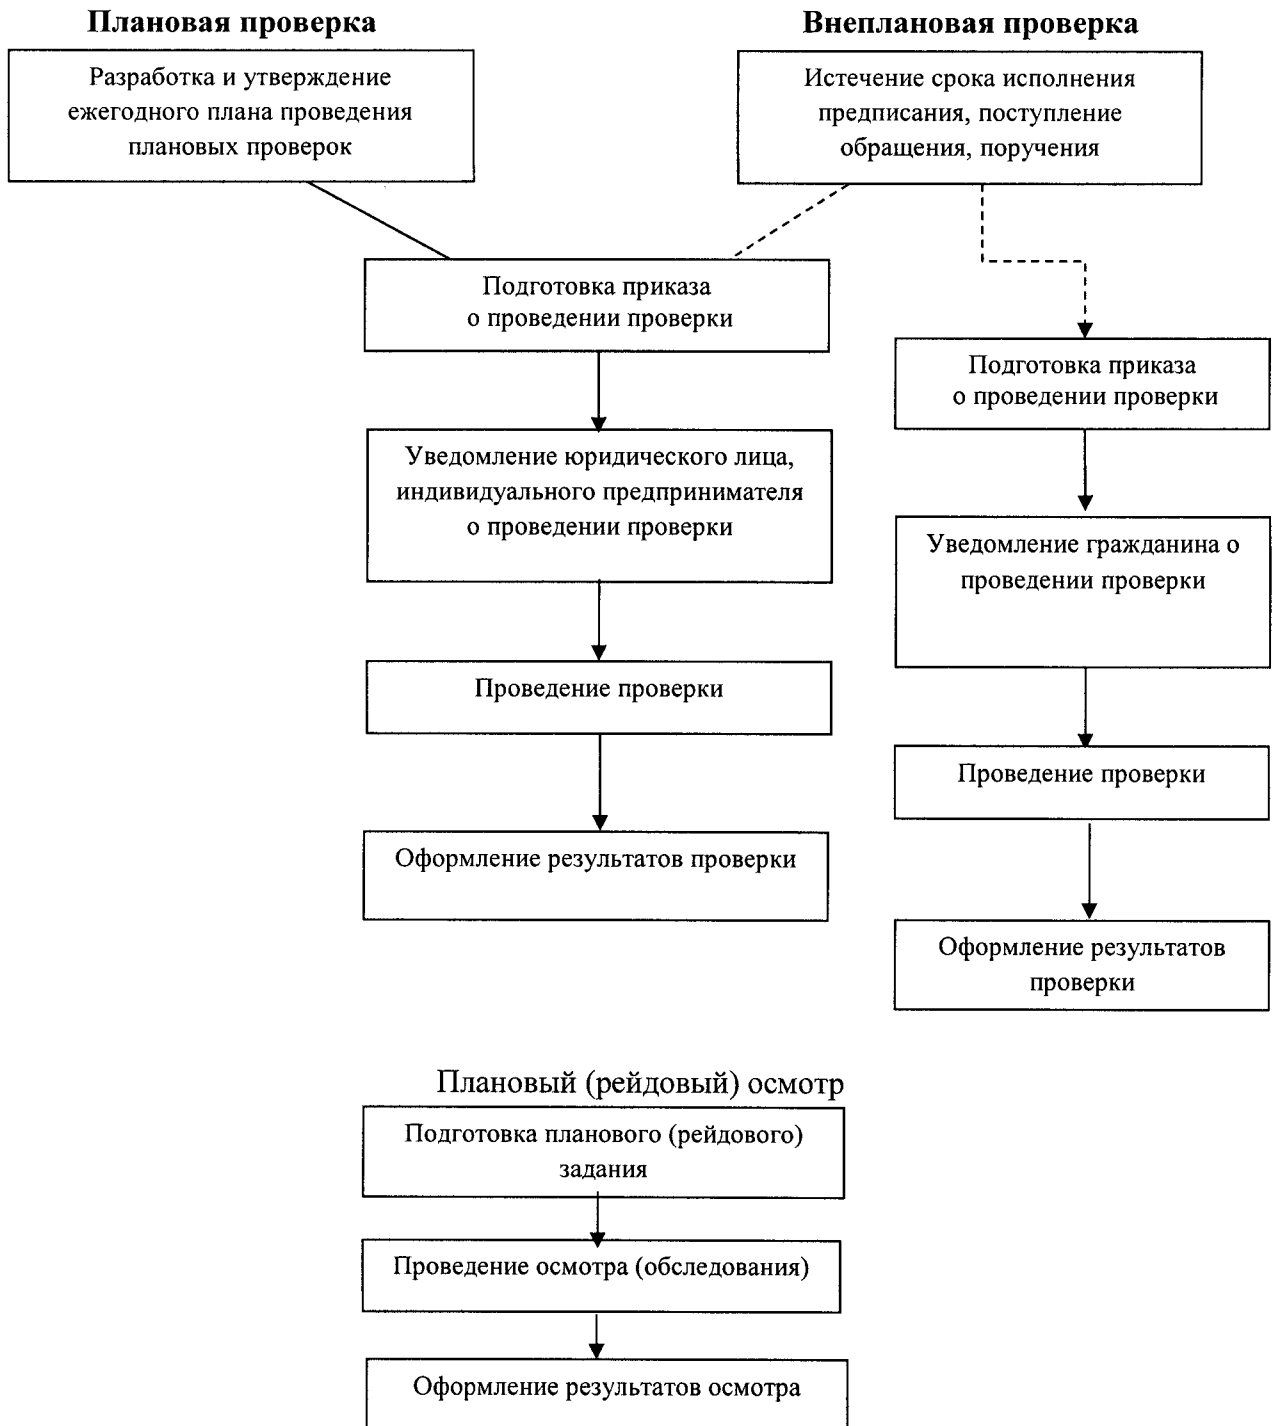 Плановая проверка
Разработка и утверждение
ежегодного плана проведения
плановых проверок
Внеплановая проверка
Истечение срока исполнения
предписания, поступление
обращения, поручения
Подготовка приказа
о проведении проверки
Уведомление юридического лица,
индивидуального предпринимателя
о проведении проверки
Проведение проверки
Оформление результатов проверки
Подготовка приказа
о проведении проверки
Уведомление гражданина о
проведении проверки
Проведение проверки
Оформление результатов
проверки
Плановый (рейдовый) осмотр
Подготовка планового (рейдового)
задания
Проведение осмотра (обследования)
Оформление результатов осмотра